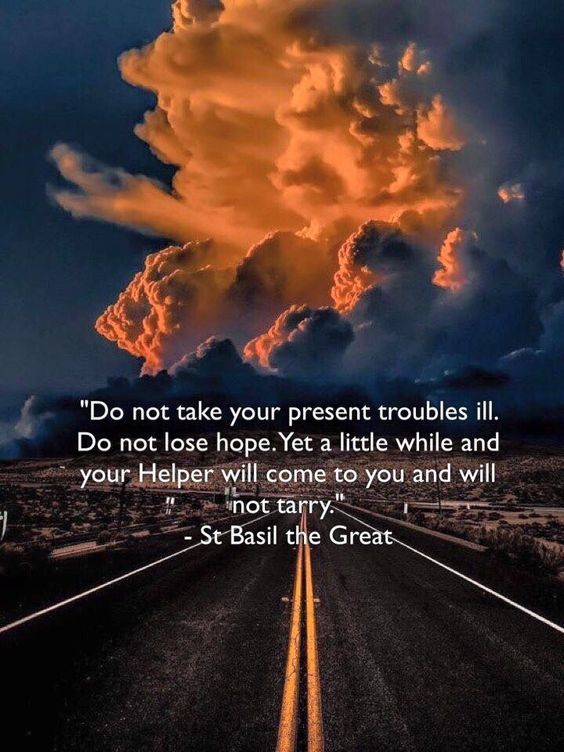 "Do not take your present troubles ill.
Do not lose hope. Yet a little while and
your Helper will come to you and will
" "not tarry."
- St Basil the Great